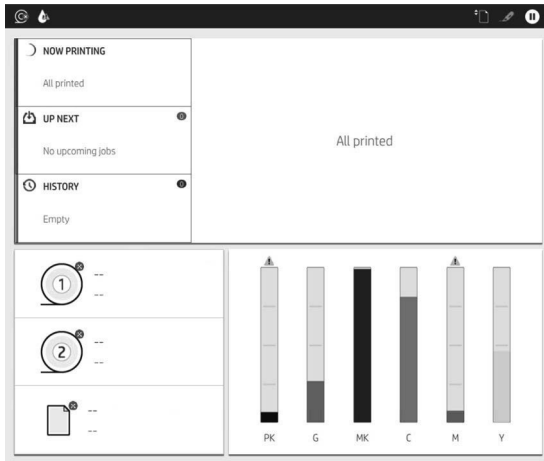 NOW PRINTING
All printed
UP NEXT
0
No upcoming jobs
HISTORY
0
Empty
All printed
1
--
--
2
--
--
--
--
PK
G
MK
C
M
Y